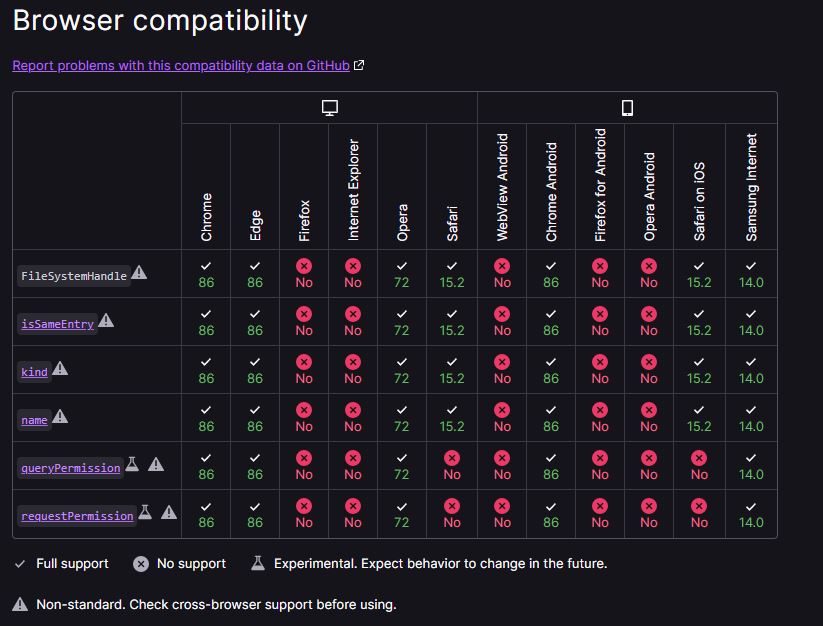 Browser compatibility
Report problems with this compatibility data on GitHub
Chrome Edge Firefox Internet Explorer Opera Safari WebView Android Chrome Android Firefox for Android Opera Android Safari on iOS Samsung Internet
FileSystemHandle 86 86 No No 72 15.2 No 86 No No 15.2 14.0
isSameEntry 86 86 No No 72 15.2 No 86 No No 15.2 14.0
kind 86 86 No No 72 15.2 No 86 No No 15.2 14.0
name 86 86 No No 72 15.2 No 86 No No 15.2 14.0
queryPermission 86 86 No No 72 No No 86 No No No 14.0
requestPermission 86 86 No No 72 No No 86 No No No 14.0
Full support No support Experimental. Expect behavior to change in the future.
Non-standard. Check cross-browser support before using.